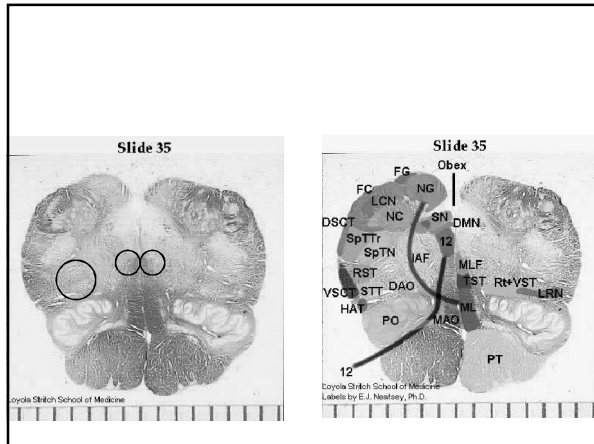 Slide 35
Loyola Stritch School of Medicine
Slide 35
Obex
FG
NG
FC
LCN
NC
SN
DMN
DSCT
SpTTr
SpTN
12
IAF
MLF
RST
TST
Rt+VST
VSCT
STT
DAO
LRN
HAT
ML
PO
MAO
PT
12
Loyola Stritch School of Medicine
Labels by E.J. Neafsey, Ph.D.